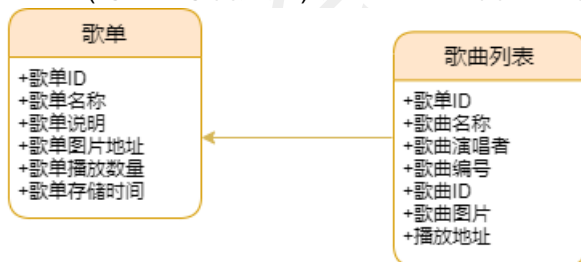 歌单
+歌单ID
+歌单名称
+歌单说明
+歌单图片地址
+歌单播放数量
+歌单存储时间
歌曲列表
+歌单ID
+歌曲名称
+歌曲演唱者
+歌曲编号
+歌曲ID
+歌曲图片
+播放地址